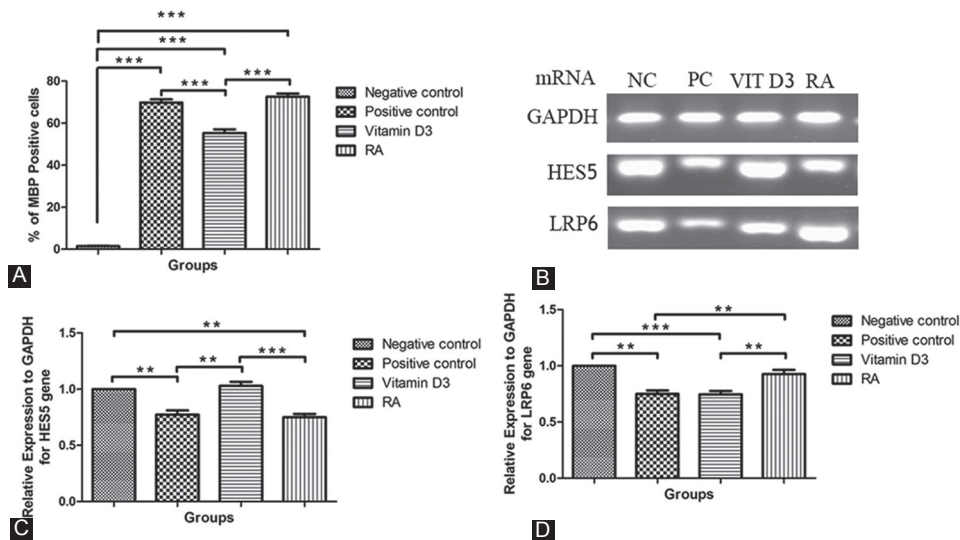 ***
***
*** ***
***
80
60
40
20
0
% of MBP Positive cells
Groups
Negative control
Positive control
Vitamin D3
RA
A
mRNA NC PC VIT D3 RA
GAPDH
HES5
LRP6
B
**
** ***
**
1.5
1.0
0.5
0.0
Relative Expression to GAPDH
for HES5 gene
Groups
Negative control
Positive control
Vitamin D3
RA
C
**
***
** **
1.5
1.0
0.5
0.0
Relative Expression to GAPDH
for LRP6 gene
Groups
Negative control
Positive control
Vitamin D3
RA
D